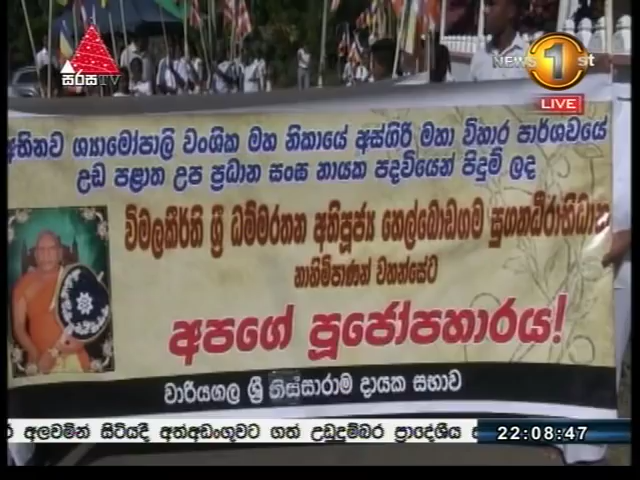 සිරස TV
NEWS 1st
LIVE
අභිනව ශ්‍යාමෝපාලි වංශික මහ නිකායේ අස්ගිරි මහා විහාර පාර්ශවයේ
උඩ පළාත උප ප්‍රධාන සංඝ නායක පදවියෙන් පිදුම් ලද
විමලකීර්ති ශ්‍රී ධම්මරතන අතිපූජ්‍ය හෙල්බොඩගම සුගනධීරාභිධාන
නාහිමිපාණන් වහන්සේට
අපගේ පූජෝපහාරය!
වාරියගල ශ්‍රී තිස්සාරාම දායක සභාව
අලවමින් සිටියදී අත්අඩංගුවට ගත් උඩුදුම්බර ප්‍රාදේශීය
22:08:47